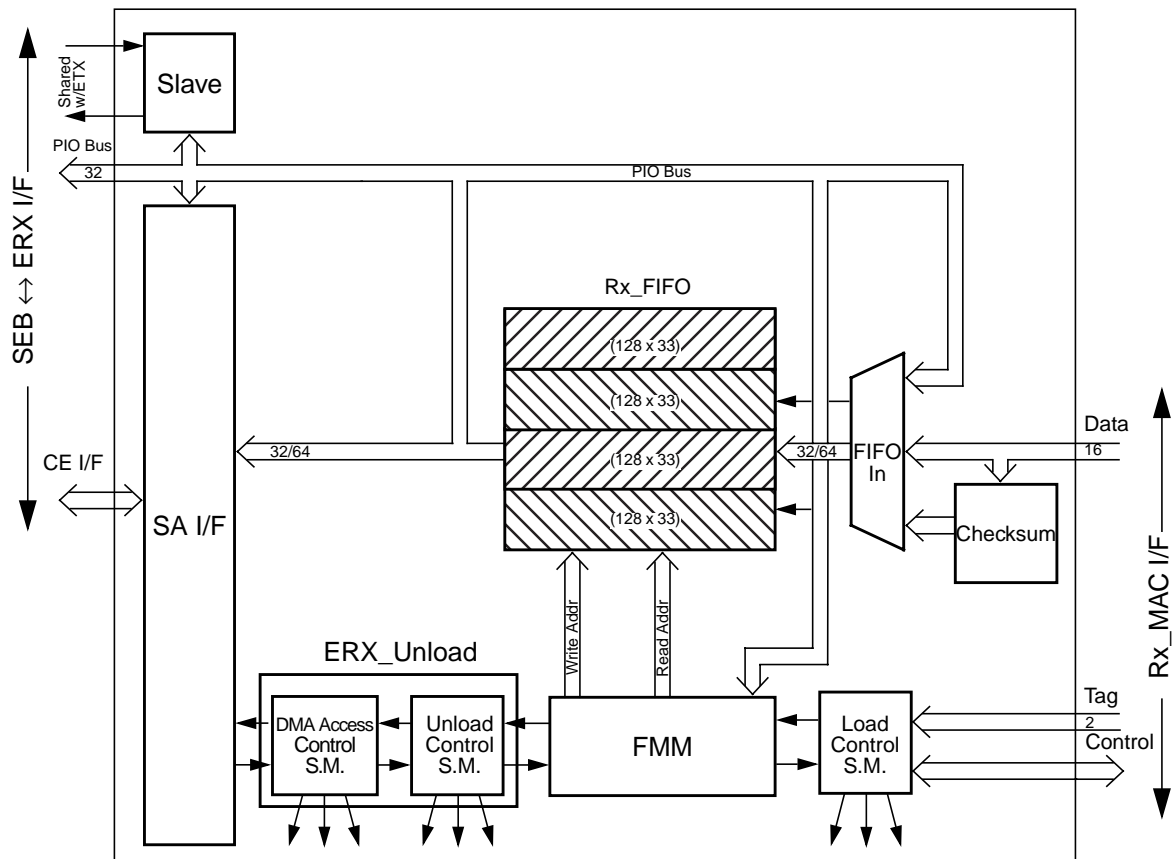 Shared
w/ETX
Slave
PIO Bus
32
PIO Bus
SEB ↔ ERX I/F
Rx_FIFO
(128 x 33)
(128 x 33)
(128 x 33)
(128 x 33)
32/64
32/64
FIFO
In
Data
16
Checksum
CE I/F
SA I/F
Rx_MAC I/F
Write Addr
Read Addr
ERX_Unload
DMA Access
Control
S.M.
Unload
Control
S.M.
FMM
Load
Control
S.M.
Tag
2
Control